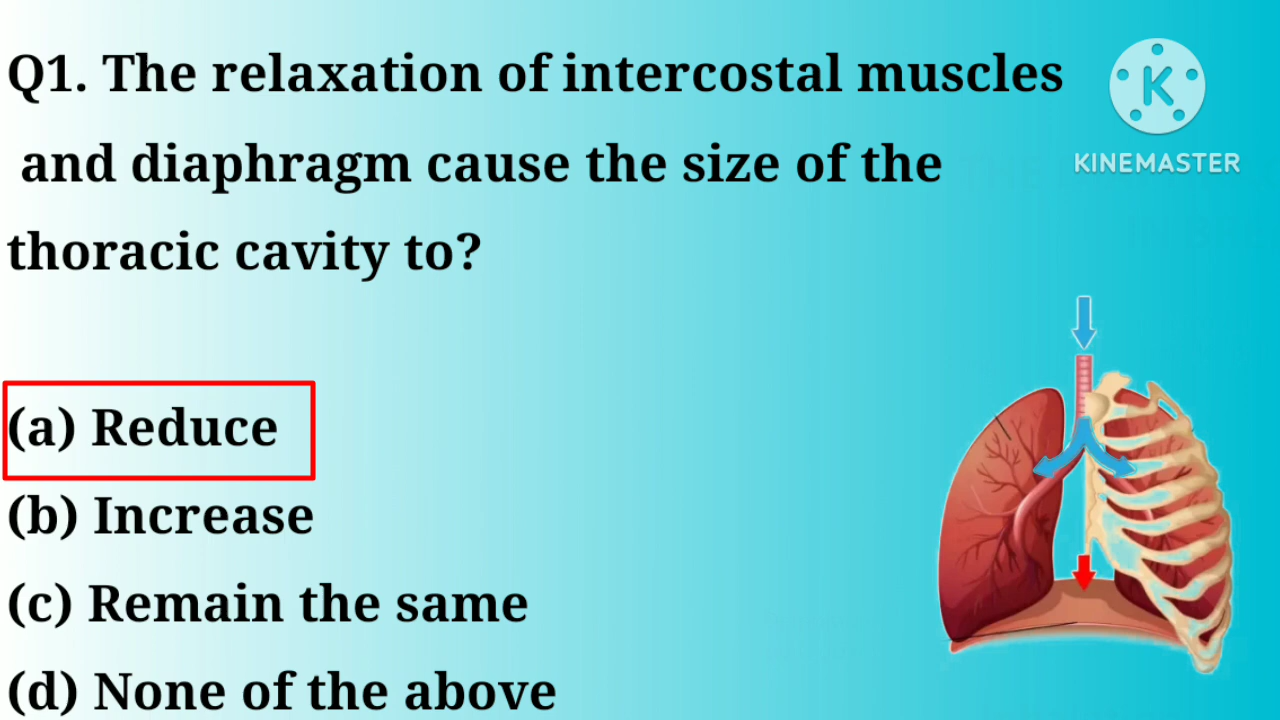 Q1. The relaxation of intercostal muscles
and diaphragm cause the size of the
thoracic cavity to?
K
KINEMASTER
(a) Reduce
(b) Increase
(c) Remain the same
(d) None of the above